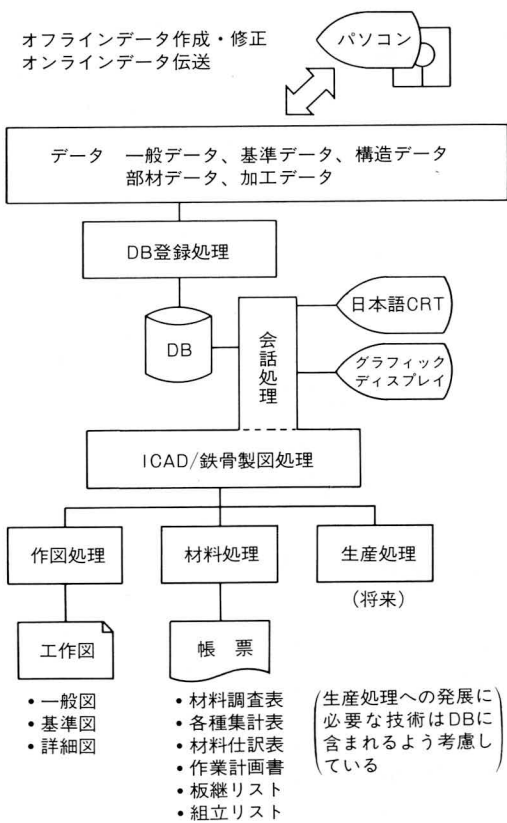 オフラインデータ作成・修正
オンラインデータ伝送
パソコン
データ　一般データ、基準データ、構造データ
部材データ、加工データ
DB登録処理
DB
会話処理
日本語CRT
グラフィック
ディスプレイ
ICAD/鉄骨製図処理
作図処理
材料処理
生産処理
(将来)
工作図
帳　票
•一般図
•基準図
•詳細図
•材料調査表
•各種集計表
•材料仕訳表
•作業計画書
•板継リスト
•組立リスト
(生産処理への発展に
必要な技術はDBに
含まれるよう考慮し
ている)